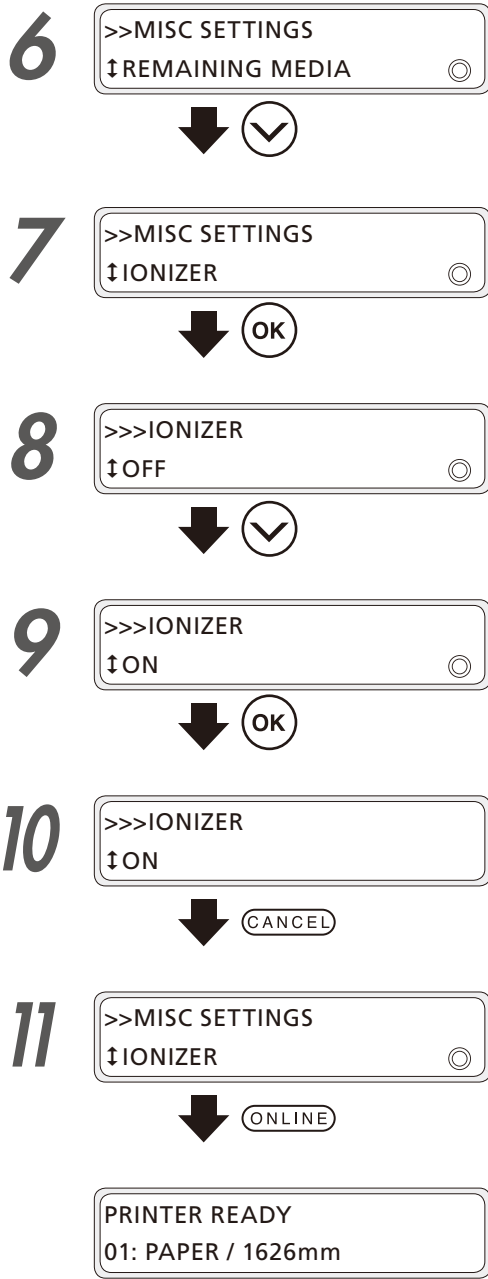 6
>>MISC SETTINGS
↕REMAINING MEDIA
7
>>MISC SETTINGS
↕IONIZER
OK
8
>>>IONIZER
↕OFF
9
>>>IONIZER
↕ON
OK
10
>>>IONIZER
↕ON
CANCEL
11
>>MISC SETTINGS
↕IONIZER
ONLINE
PRINTER READY
01: PAPER / 1626mm